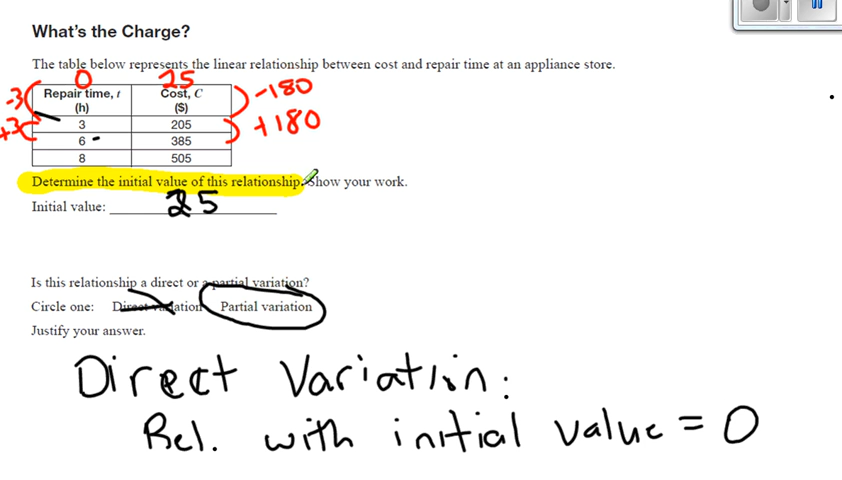 What's the Charge?
The table below represents the linear relationship between cost and repair time at an appliance store.
0 25
Repair time, t (h) Cost, C ($)
-3 -180
3 205
+3 +180
6 385
8 505
Determine the initial value of this relationship. Show your work.
Initial value: 25
Is this relationship a direct or a partial variation?
Circle one: Direct variation Partial variation
Justify your answer.
Direct Variation:
Rel. with initial value = 0